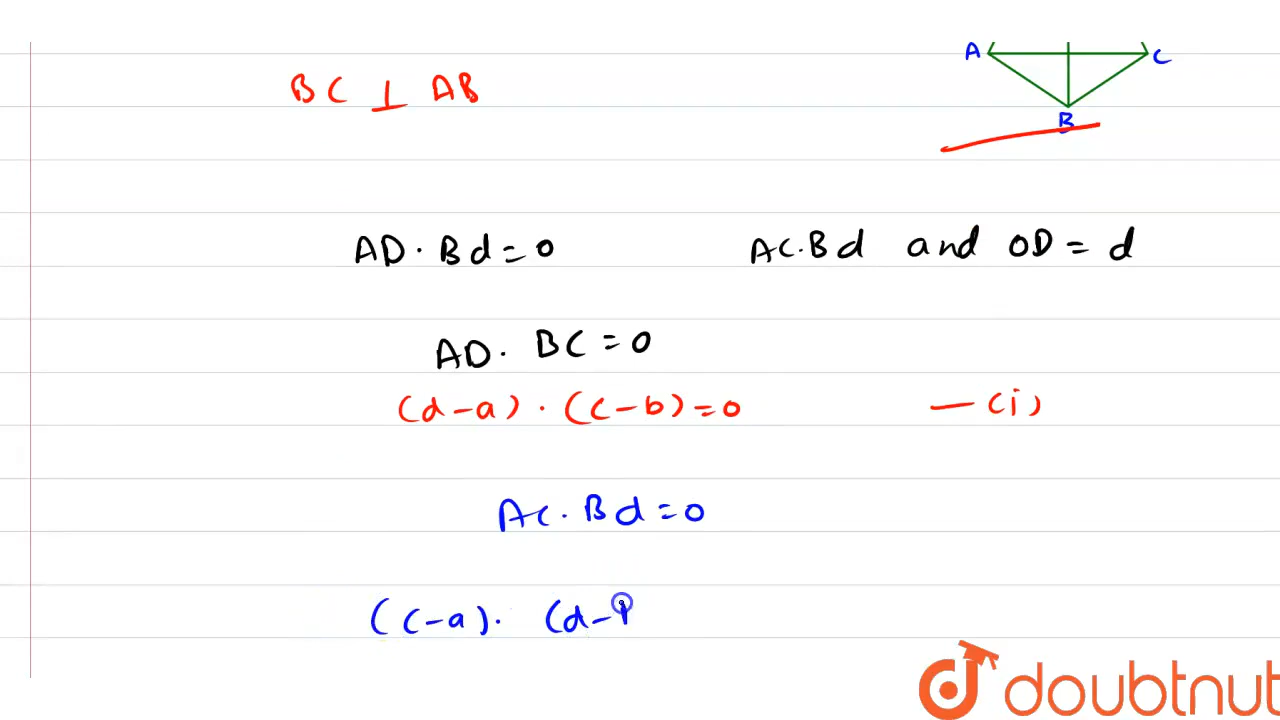 A C
B
BC ⊥ AB
AD · Bd = 0 AC.Bd and OD = d
AD · BC = 0
(d-a) · (c-b) = 0 — (i)
AC · Bd = 0
(c-a) · (d-
doubtnut